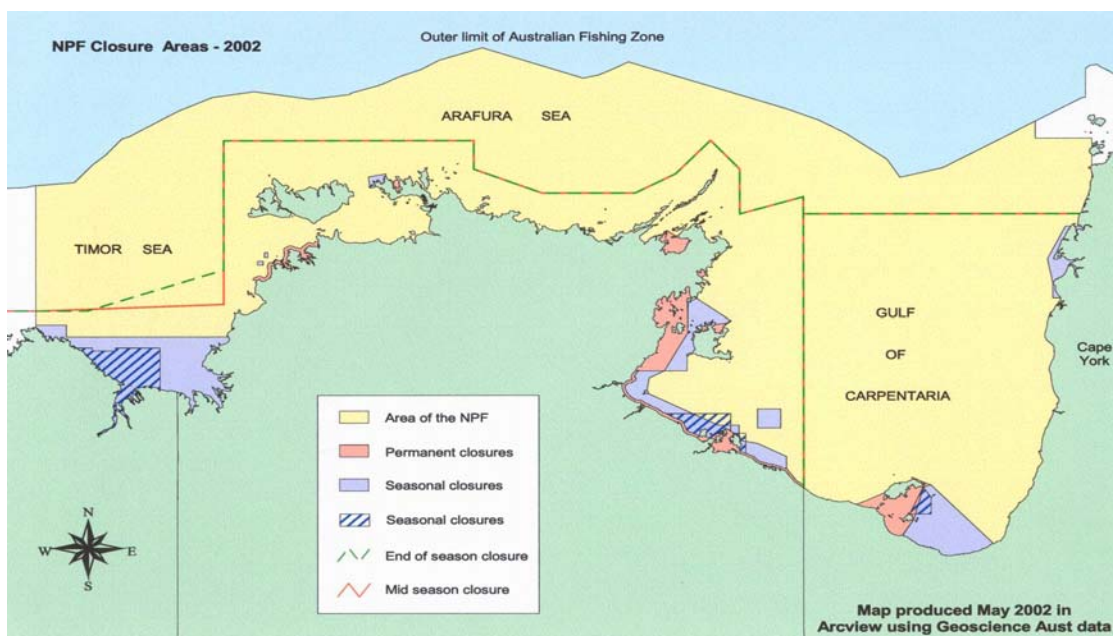 NPF Closure Areas - 2002
Outer limit of Australian Fishing Zone
ARAFURA SEA
TIMOR SEA
GULF
OF
CARPENTARIA
Cape
York
Area of the NPF
Permanent closures
Seasonal closures
Seasonal closures
End of season closure
Mid season closure
N
W E
S
Map produced May 2002 in
Arcview using Geoscience Aust data